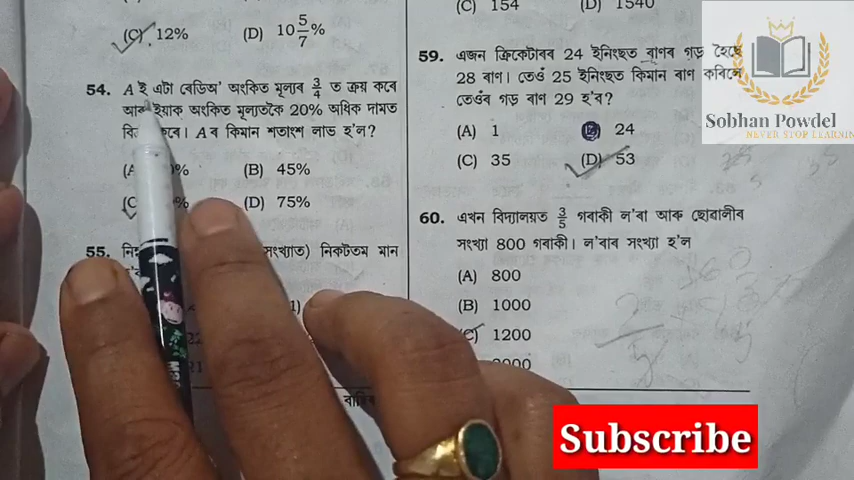 (C) 12%
(D) 10 5/7 %
54. A ই এটা ৰেডিঅ' অংকিত মূল্যৰ 3/4 ত ক্ৰয় কৰে
ইয়াক অংকিত মূল্যতকৈ 20% অধিক দামত
কৰে। A ৰ কিমান শতাংশ লাভ হ'ল?
(B) 45%
(D) 75%
55.
নিকটতম মান
(C) 154
(D) 1540
59. এজন ক্ৰিকেটাৰৰ 24 ইনিংছত ৰাণৰ গড় হৈছে
28 ৰাণ। তেওঁ 25 ইনিংছত কিমান ৰাণ কৰিলে
তেওঁৰ গড় ৰাণ 29 হ'ব?
(A) 1
24
(C) 35
(D) 53
60. এখন বিদ্যালয়ত 3/5 গৰাকী ল'ৰা আৰু ছোৱালীৰ
সংখ্যা 800 গৰাকী। ল'ৰাৰ সংখ্যা হ'ল
(A) 800
(B) 1000
(C) 1200
Sobhan Powdel
NEVER STOP LEARNING
Subscribe